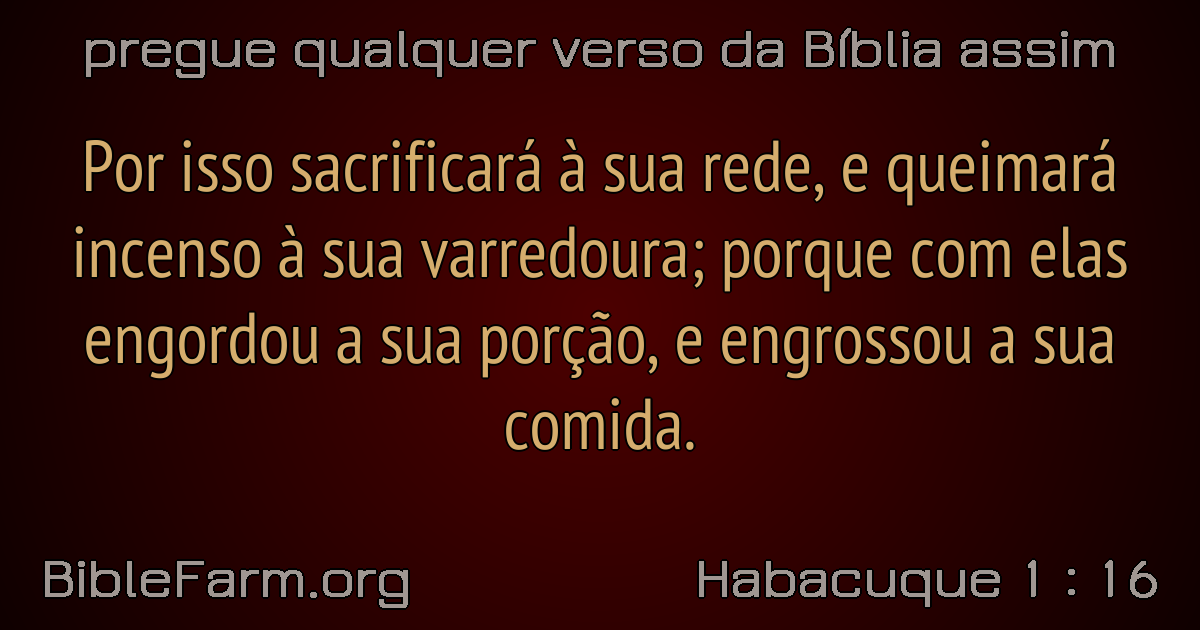 pregue qualquer verso da Bíblia assim
Por isso sacrificará à sua rede, e queimará
incenso à sua varredoura; porque com elas
engordou a sua porção, e engrossou a sua
comida.
BibleFarm.org
Habacuque 1 : 16